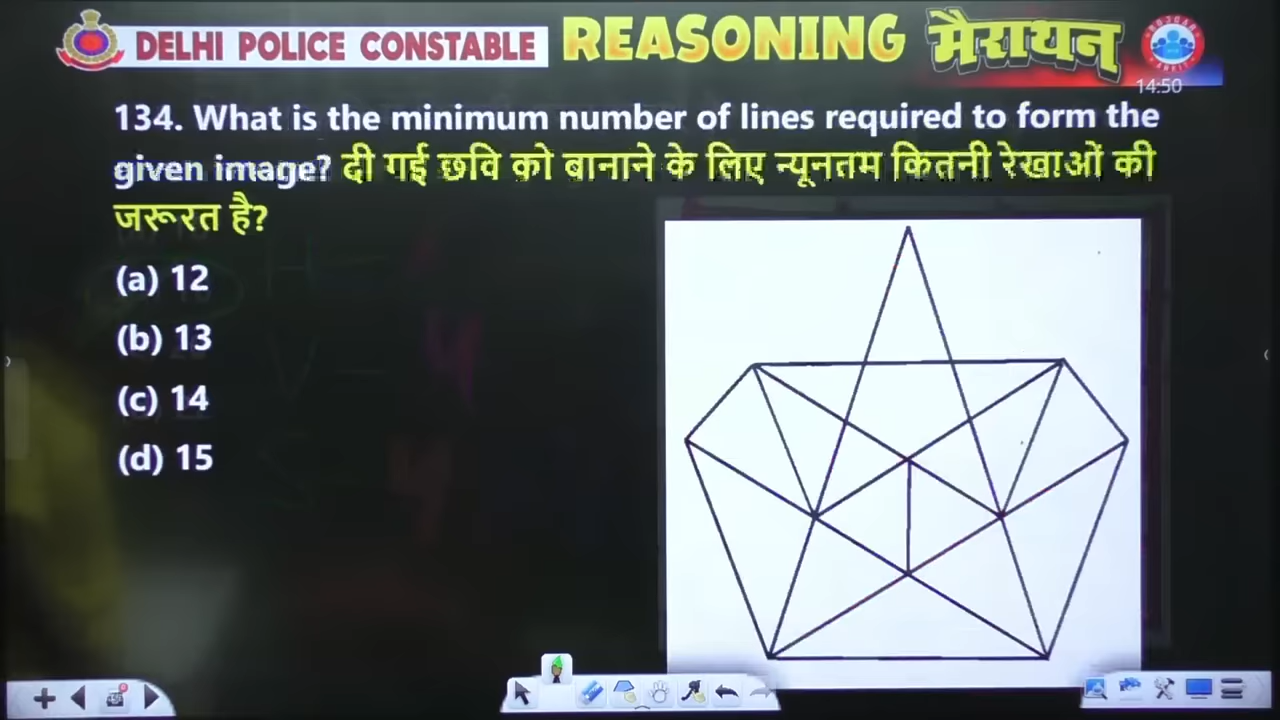 DELHI POLICE CONSTABLE REASONING मैराथन
14:50
134. What is the minimum number of lines required to form the
given image? दी गई छवि को बानाने के लिए न्यूनतम कितनी रेखाओं की
जरूरत है?
(a) 12
(b) 13
(c) 14
(d) 15